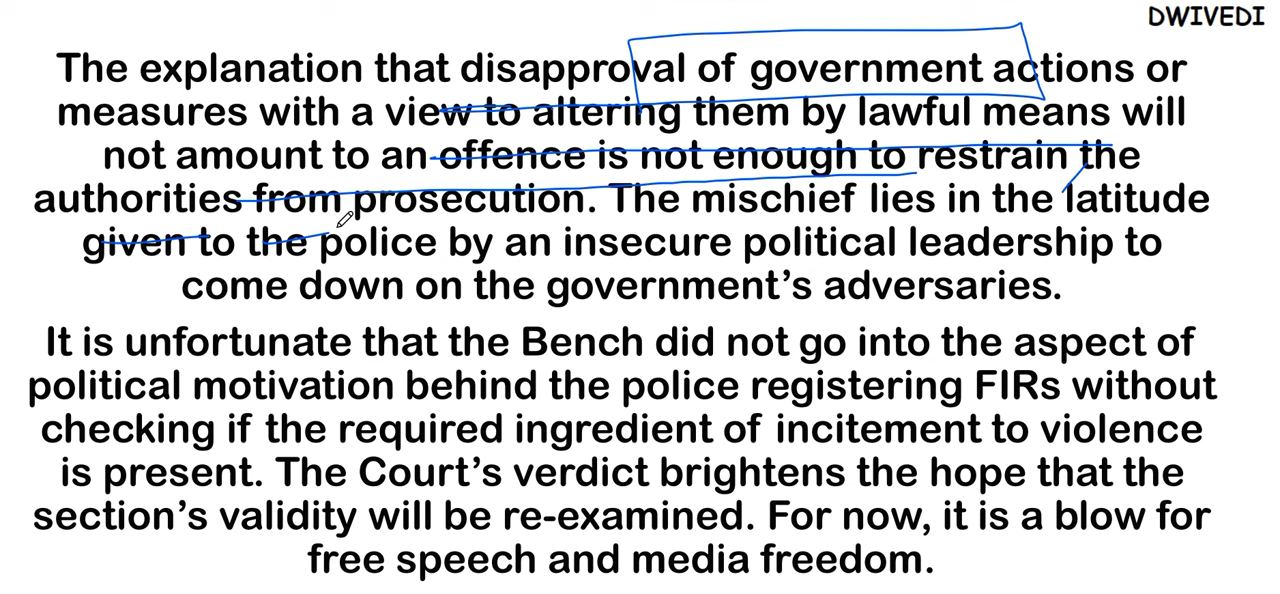 DWIVEDI
The explanation that disapproval of government actions or
measures with a view to altering them by lawful means will
not amount to an offence is not enough to restrain the
authorities from prosecution. The mischief lies in the latitude
given to the police by an insecure political leadership to
come down on the government's adversaries.
It is unfortunate that the Bench did not go into the aspect of
political motivation behind the police registering FIRs without
checking if the required ingredient of incitement to violence
is present. The Court's verdict brightens the hope that the
section's validity will be re-examined. For now, it is a blow for
free speech and media freedom.